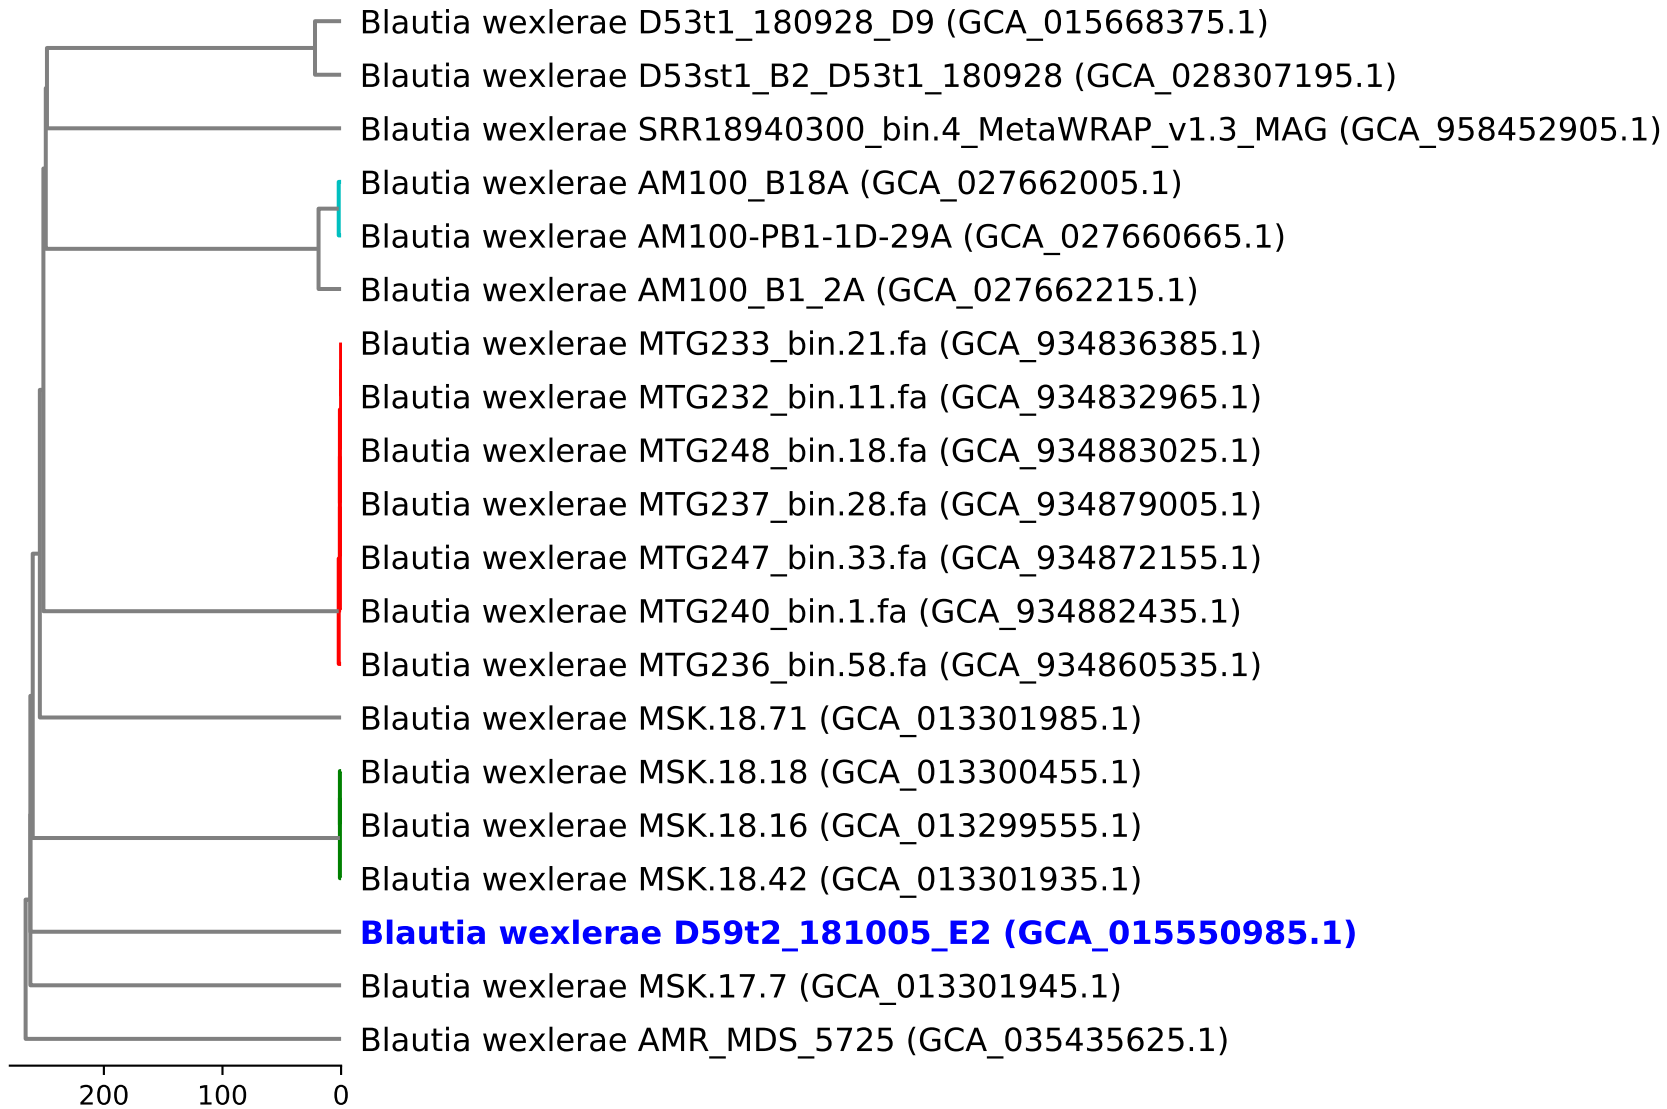 Blautia wexlerae D53t1_180928_D9 (GCA_015668375.1)
Blautia wexlerae D53st1_B2_D53t1_180928 (GCA_028307195.1)
Blautia wexlerae SRR18940300_bin.4_MetaWRAP_v1.3_MAG (GCA_958452905.1)
Blautia wexlerae AM100_B18A (GCA_027662005.1)
Blautia wexlerae AM100-PB1-1D-29A (GCA_027660665.1)
Blautia wexlerae AM100_B1_2A (GCA_027662215.1)
Blautia wexlerae MTG233_bin.21.fa (GCA_934836385.1)
Blautia wexlerae MTG232_bin.11.fa (GCA_934832965.1)
Blautia wexlerae MTG248_bin.18.fa (GCA_934883025.1)
Blautia wexlerae MTG237_bin.28.fa (GCA_934879005.1)
Blautia wexlerae MTG247_bin.33.fa (GCA_934872155.1)
Blautia wexlerae MTG240_bin.1.fa (GCA_934882435.1)
Blautia wexlerae MTG236_bin.58.fa (GCA_934860535.1)
Blautia wexlerae MSK.18.71 (GCA_013301985.1)
Blautia wexlerae MSK.18.18 (GCA_013300455.1)
Blautia wexlerae MSK.18.16 (GCA_013299555.1)
Blautia wexlerae MSK.18.42 (GCA_013301935.1)
Blautia wexlerae D59t2_181005_E2 (GCA_015550985.1)
Blautia wexlerae MSK.17.7 (GCA_013301945.1)
Blautia wexlerae AMR_MDS_5725 (GCA_035435625.1)
200 100 0